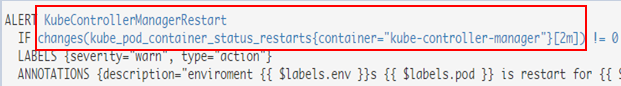 ALERT KubeControllerManagerRestart
IF changes(kube_pod_container_status_restarts{container="kube-controller-manager"}[2m]) != 0
LABELS {severity="warn", type="action"}
ANNOTATIONS {description="enviroment {{ $labels.env }}s {{ $labels.pod }} is restart for {{